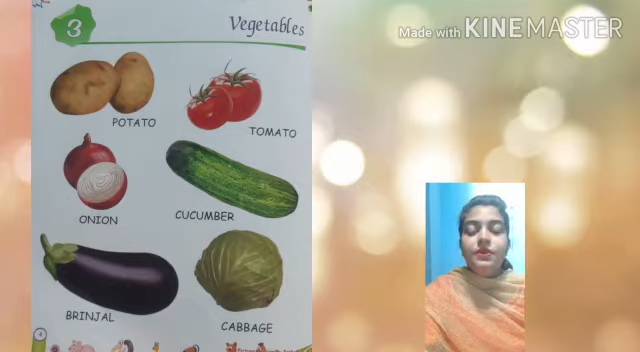 Made with KINEMASTER
3
Vegetables
POTATO
TOMATO
ONION
CUCUMBER
BRINJAL
CABBAGE